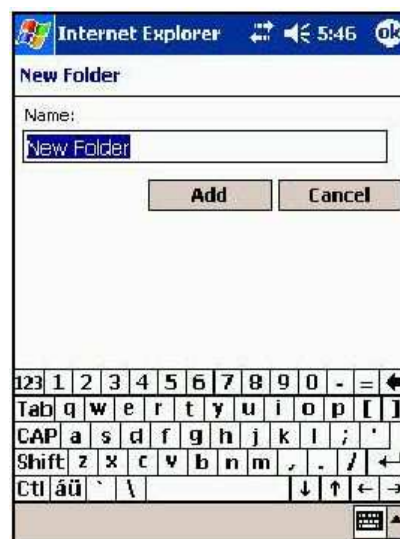 Internet Explorer 5:46 ok
New Folder
Name:
New Folder
Add Cancel
123 1 2 3 4 5 6 7 8 9 0 - = ←
Tab q w e r t y u i o p [ ]
CAP a s d f g h j k l ; '
Shift z x c v b n m , . / ↵
Ctl áü ` \ ↓ ↑ ← →